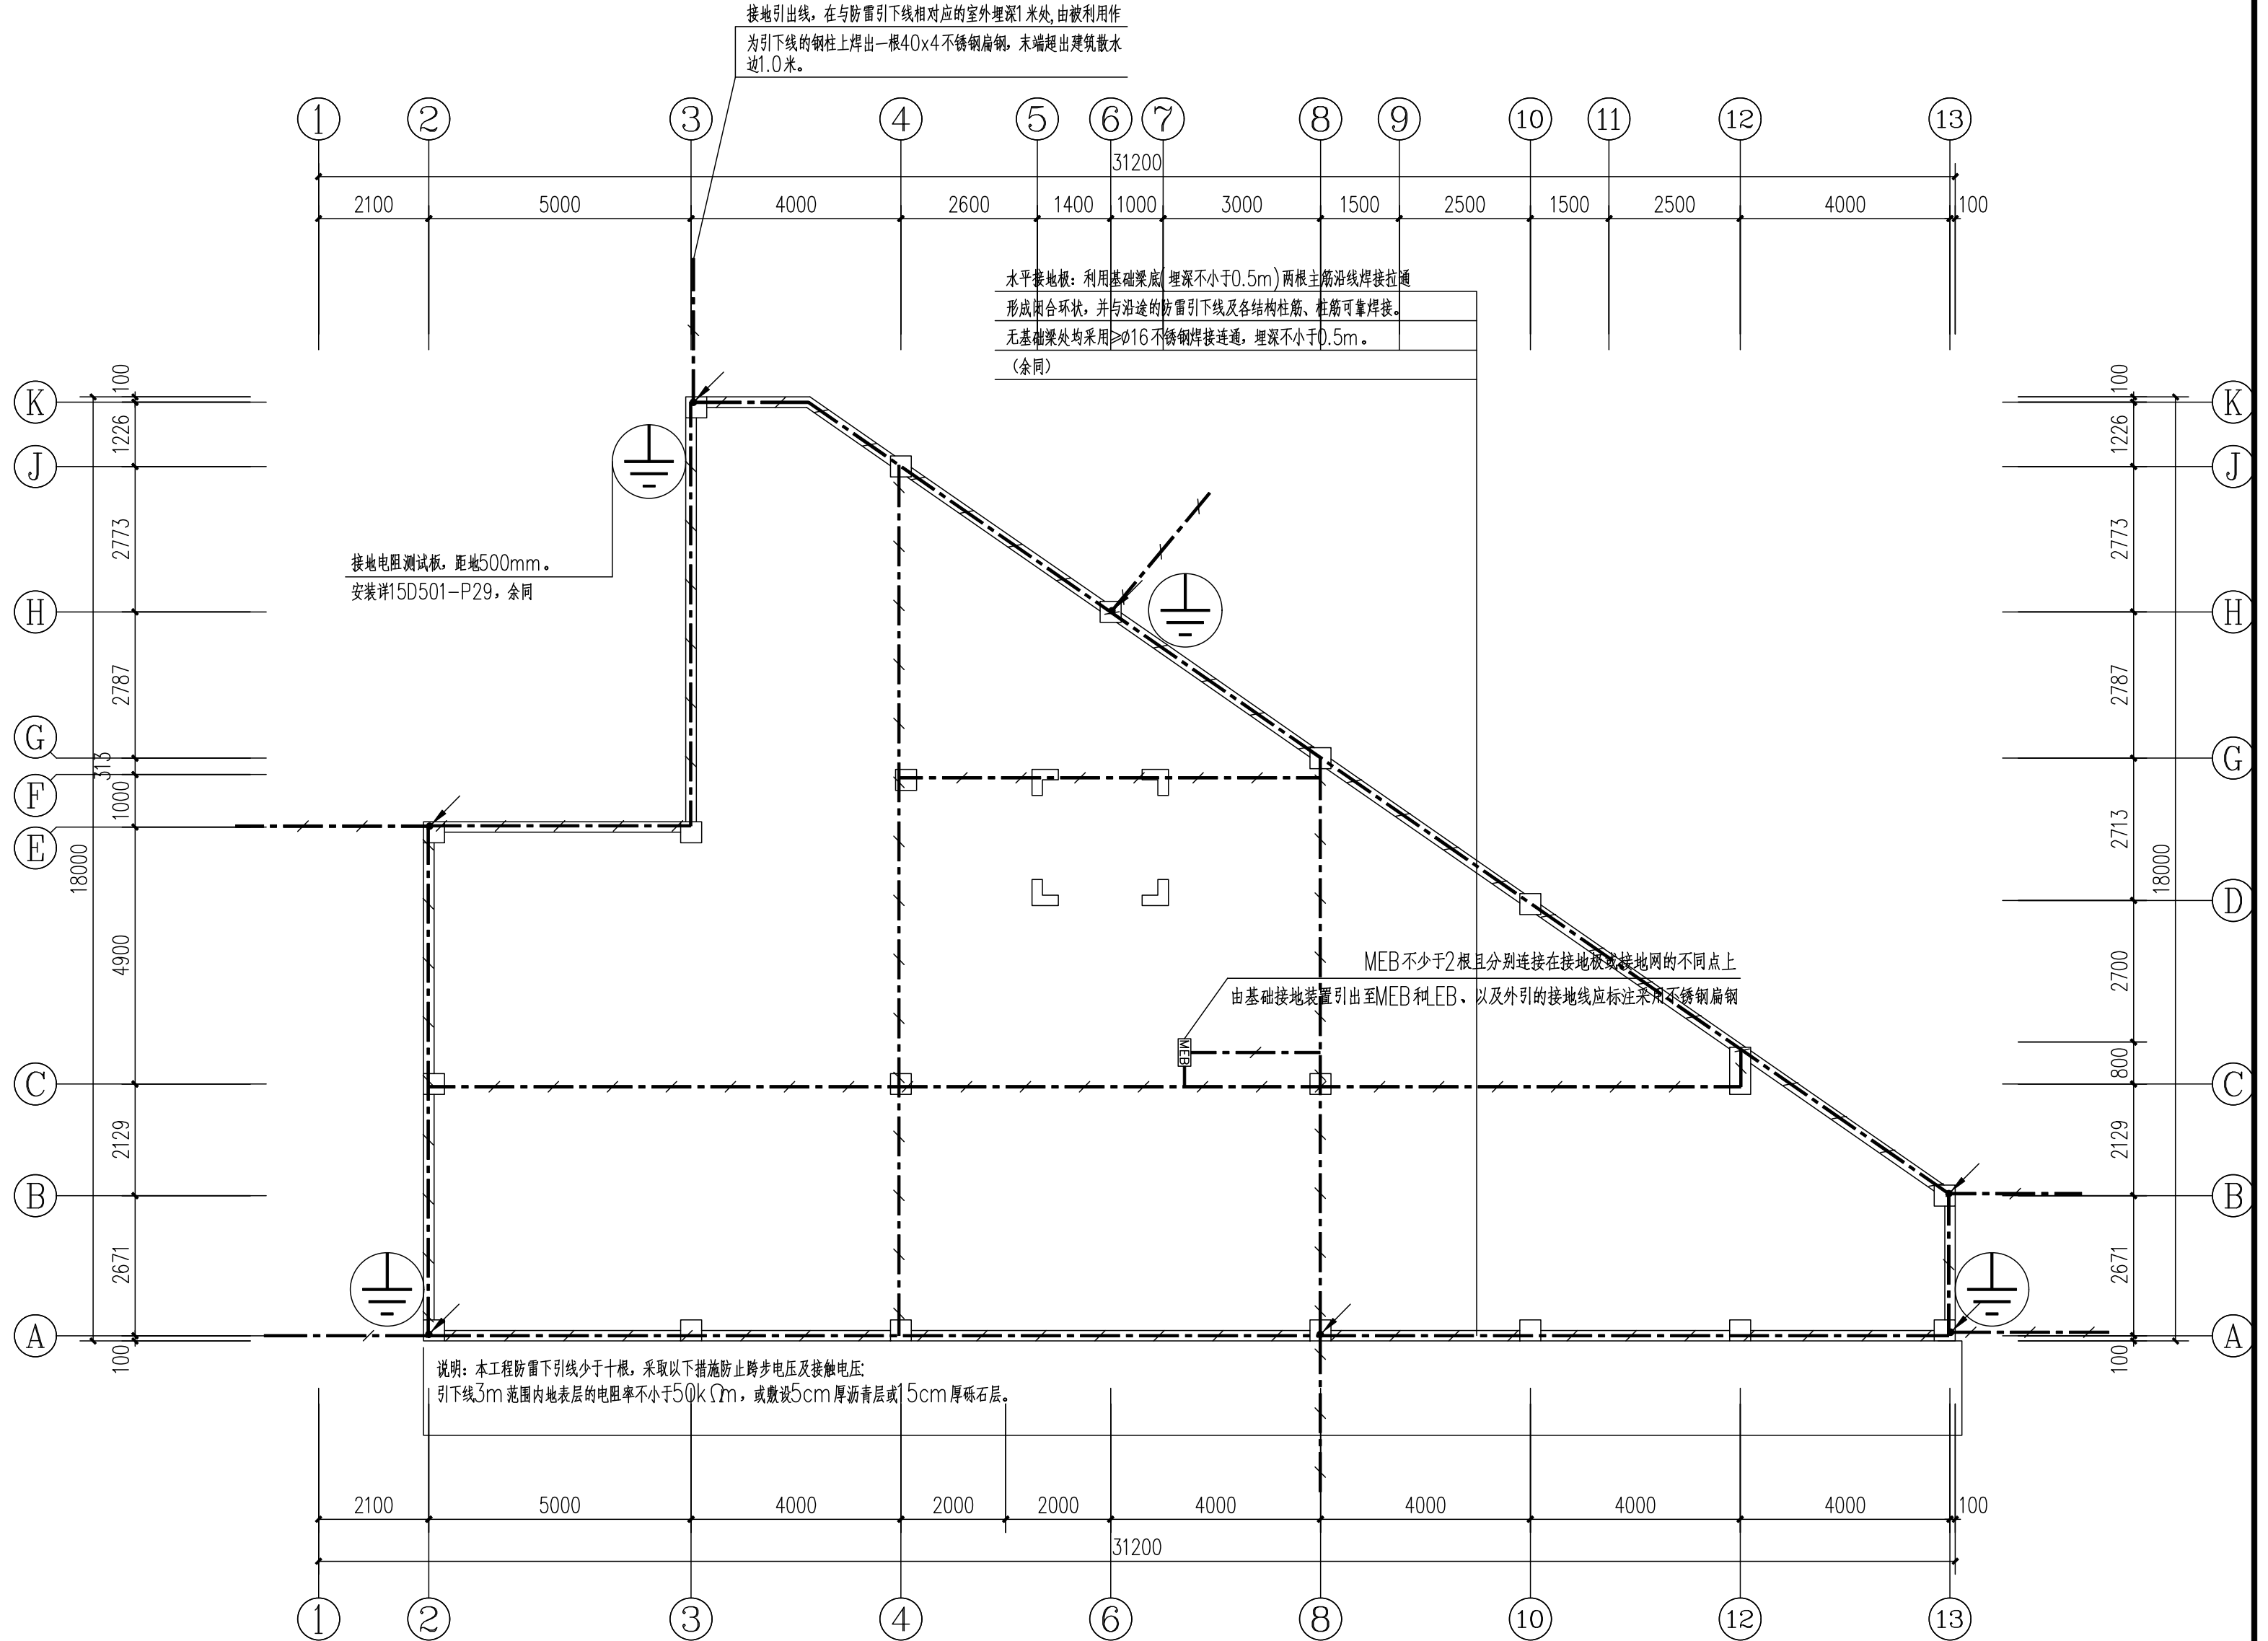 接地引出线，在与防雷引下线相对应的室外埋深1米处,由被利用作
为引下线的钢柱上焊出一根40x4不锈钢扁钢，末端超出建筑散水
边1.0米。
1 2 3 4 5 6 7 8 9 10 11 12 13
31200
2100 5000 4000 2600 1400 1000 3000 1500 2500 1500 2500 4000 100
水平接地极：利用基础梁底(埋深不小于0.5m)两根主筋沿线焊接拉通
形成闭合环状，并与沿途的防雷引下线及各结构柱筋、桩筋可靠焊接。
无基础梁处均采用≥ø16不锈钢焊接连通，埋深不小于0.5m。
（余同）
K
J
H
G
F
E
C
B
A
100
1226
2773
2787
313
1000
4900
2129
2671
100
18000
接地电阻测试板，距地500mm。
安装详15D501-P29，余同
MEB不少于2根且分别连接在接地极或接地网的不同点上
由基础接地装置引出至MEB和LEB、以及外引的接地线应标注采用不锈钢扁钢
MEB
100
1226
2773
2787
2713
2700
800
2129
2671
100
18000
K
J
H
G
D
C
B
A
说明：本工程防雷下引线少于十根，采取以下措施防止跨步电压及接触电压:
引下线3m范围内地表层的电阻率不小于50kΩm，或敷设5cm厚沥青层或15cm厚砾石层。
2100 5000 4000 2000 2000 4000 4000 4000 4000 100
31200
1 2 3 4 6 8 10 12 13